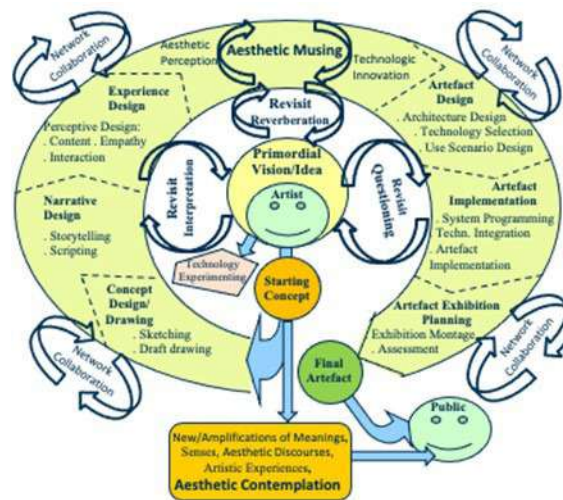 Network
Collaboration
Aesthetic
Perception
Aesthetic Musing
Technologic
Innovation
Network
Collaboration
Experience
Design
Perceptive Design:
. Content . Empathy
. Interaction
Revisit
Reverberation
Artefact
Design
. Architecture Design
. Technology Selection
. Use Scenario Design
Primordial
Vision/Idea
Artist
Revisit
Interpretation
Revisit
Questioning
Narrative
Design
. Storytelling
. Scripting
Artefact
Implementation
. System Programming
Techn. Integration
. Artefact
Implementation
Technology
Experimenting
Starting
Concept
Concept
Design/
Drawing
. Sketching
. Draft drawing
Artefact Exhibition
Planning
Exhibition Montage
. Assessment
Network
Collaboration
Network
Collaboration
Final
Artefact
Public
New/Amplifications of Meanings,
Senses, Aesthetic Discourses,
Artistic Experiences,
Aesthetic Contemplation